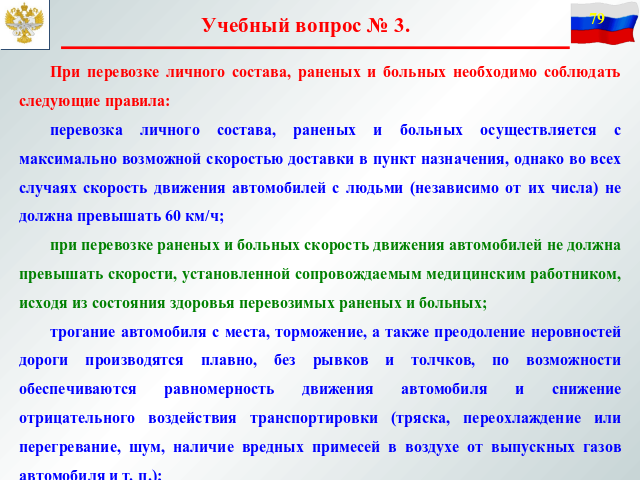 Учебный вопрос № 3.
79
При перевозке личного состава, раненых и больных необходимо соблюдать
следующие правила:
перевозка личного состава, раненых и больных осуществляется с
максимально возможной скоростью доставки в пункт назначения, однако во всех
случаях скорость движения автомобилей с людьми (независимо от их числа) не
должна превышать 60 км/ч;
при перевозке раненых и больных скорость движения автомобилей не должна
превышать скорости, установленной сопровождаемым медицинским работником,
исходя из состояния здоровья перевозимых раненых и больных;
трогание автомобиля с места, торможение, а также преодоление неровностей
дороги производятся плавно, без рывков и толчков, по возможности
обеспечиваются равномерность движения автомобиля и снижение
отрицательного воздействия транспортировки (тряска, переохлаждение или
перегревание, шум, наличие вредных примесей в воздухе от выпускных газов
автомобиля и т. п.);